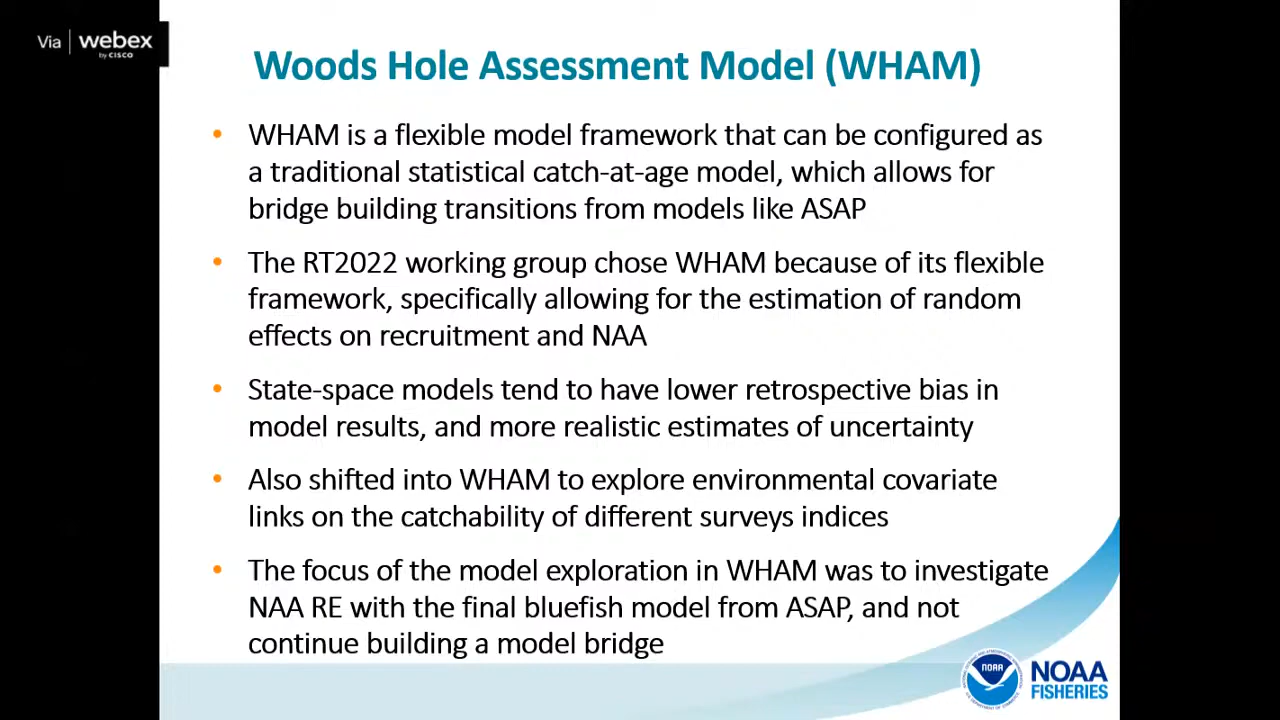 Via webex
by CISCO
Woods Hole Assessment Model (WHAM)
• WHAM is a flexible model framework that can be configured as
a traditional statistical catch-at-age model, which allows for
bridge building transitions from models like ASAP
• The RT2022 working group chose WHAM because of its flexible
framework, specifically allowing for the estimation of random
effects on recruitment and NAA
• State-space models tend to have lower retrospective bias in
model results, and more realistic estimates of uncertainty
• Also shifted into WHAM to explore environmental covariate
links on the catchability of different surveys indices
• The focus of the model exploration in WHAM was to investigate
NAA RE with the final bluefish model from ASAP, and not
continue building a model bridge
NOAA
NOAA
FISHERIES